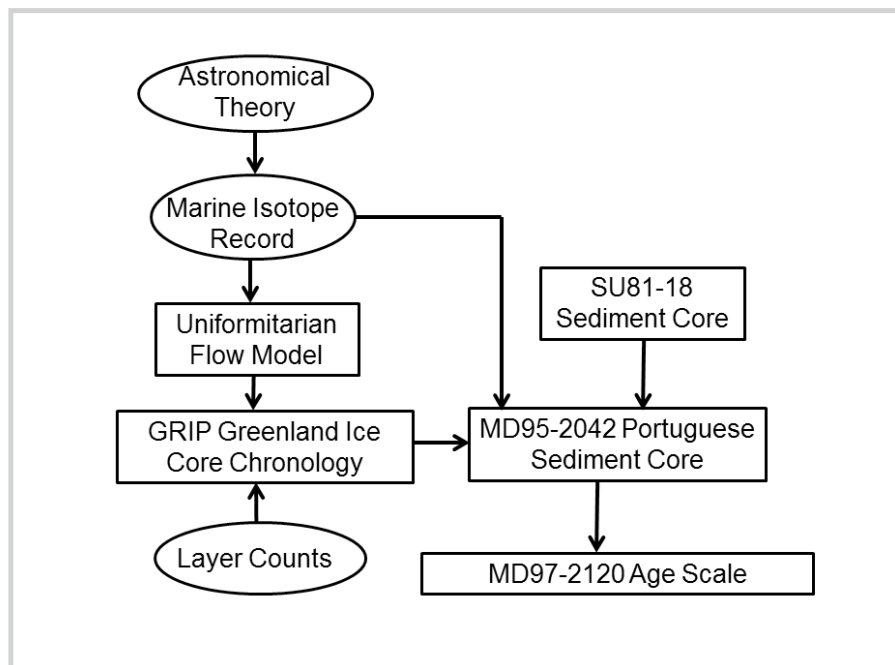 Astronomical
Theory
Marine Isotope
Record
SU81-18
Sediment Core
Uniformitarian
Flow Model
GRIP Greenland Ice
Core Chronology
MD95-2042 Portuguese
Sediment Core
Layer Counts
MD97-2120 Age Scale